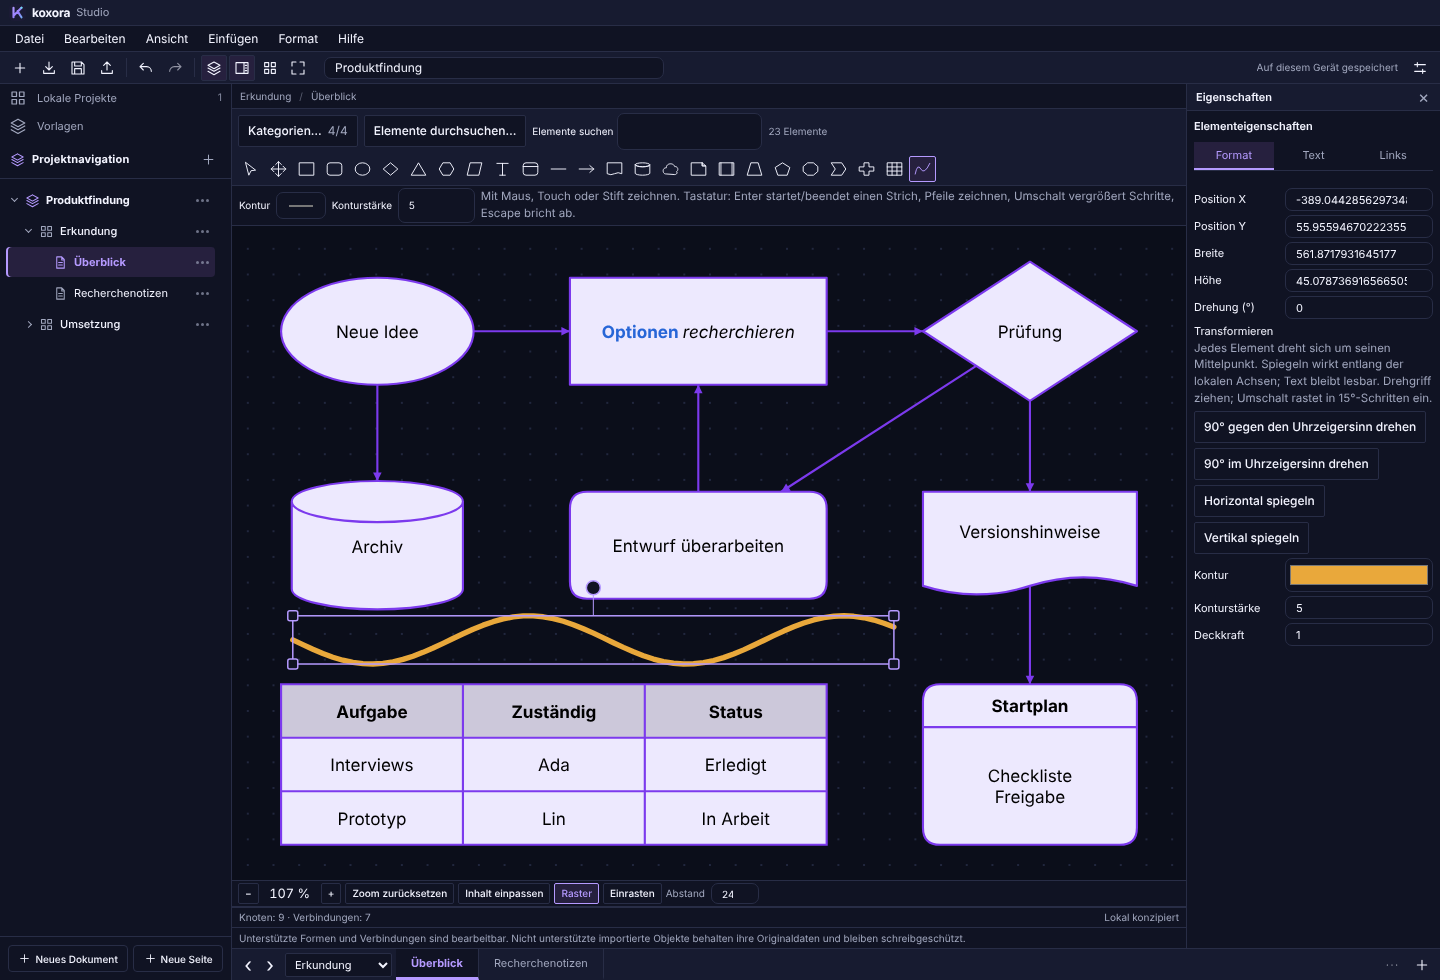 koxora Studio
Datei Bearbeiten Ansicht Einfügen Format Hilfe
Produktfindung
Auf diesem Gerät gespeichert
Lokale Projekte 1
Vorlagen
Projektnavigation
Produktfindung
Erkundung
Überblick
Recherchenotizen
Umsetzung
Neues Dokument
Neue Seite
Erkundung / Überblick
Kategorien... 4/4 Elemente durchsuchen... Elemente suchen 23 Elemente
Kontur Konturstärke 5
Mit Maus, Touch oder Stift zeichnen. Tastatur: Enter startet/beendet einen Strich, Pfeile zeichnen, Umschalt vergrößert Schritte,
Escape bricht ab.
Neue Idee
Optionen recherchieren
Prüfung
Archiv
Entwurf überarbeiten
Versionshinweise
Aufgabe Zuständig Status
Interviews Ada Erledigt
Prototyp Lin In Arbeit
Startplan
Checkliste
Freigabe
− 107 % + Zoom zurücksetzen Inhalt einpassen Raster Einrasten Abstand 24
Knoten: 9 · Verbindungen: 7
Lokal konzipiert
Unterstützte Formen und Verbindungen sind bearbeitbar. Nicht unterstützte importierte Objekte behalten ihre Originaldaten und bleiben schreibgeschützt.
Erkundung Überblick Recherchenotizen
Eigenschaften
Elementeigenschaften
Format Text Links
Position X -389.0442856297348
Position Y 55.95594670222355
Breite 561.8717931645177
Höhe 45.078736916566505
Drehung (°) 0
Transformieren
Jedes Element dreht sich um seinen
Mittelpunkt. Spiegeln wirkt entlang der
lokalen Achsen; Text bleibt lesbar. Drehgriff
ziehen; Umschalt rastet in 15°-Schritten ein.
90° gegen den Uhrzeigersinn drehen
90° im Uhrzeigersinn drehen
Horizontal spiegeln
Vertikal spiegeln
Kontur
Konturstärke 5
Deckkraft 1